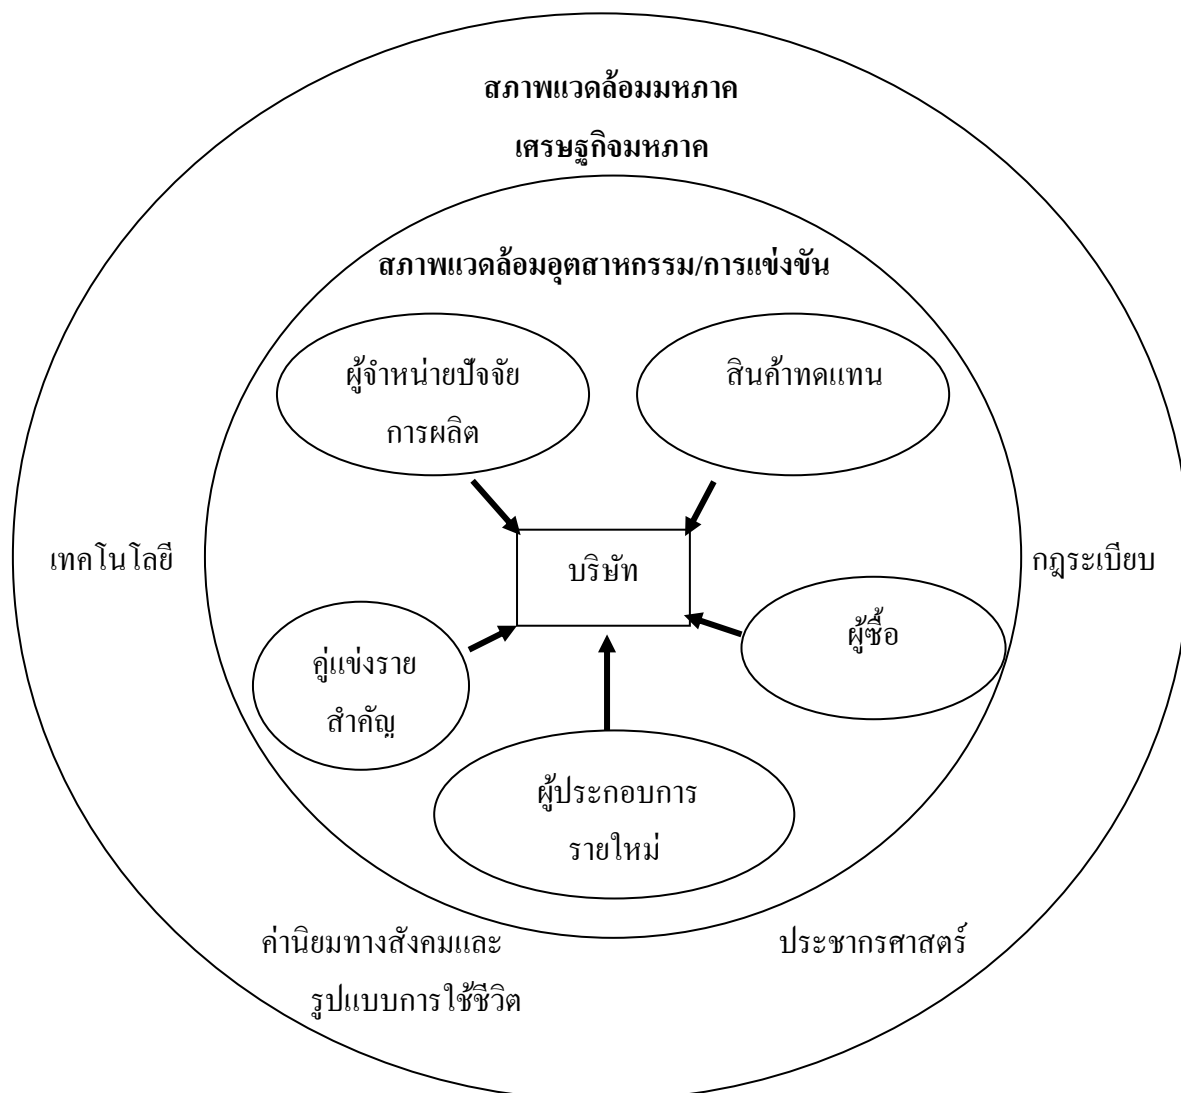 สภาพแวดล้อมมหภาค
เศรษฐกิจมหภาค
สภาพแวดล้อมอุตสาหกรรม/การแข่งขัน
ผู้จำหน่ายปัจจัย
การผลิต
สินค้าทดแทน
เทคโนโลยี
บริษัท
กฎระเบียบ
คู่แข่งราย
สำคัญ
ผู้ซื้อ
ผู้ประกอบการ
รายใหม่
ค่านิยมทางสังคมและ
รูปแบบการใช้ชีวิต
ประชากรศาสตร์